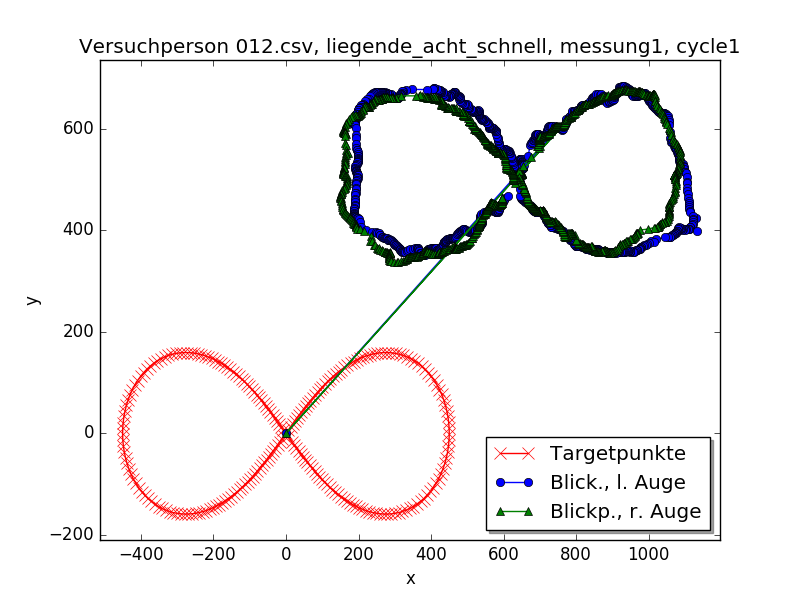 Versuchperson 012.csv, liegende_acht_schnell, messung1, cycle1
y
600
400
200
0
−200
−400
−200
0
200
400
600
800
1000
x
Targetpunkte
Blick., l. Auge
Blickp., r. Auge